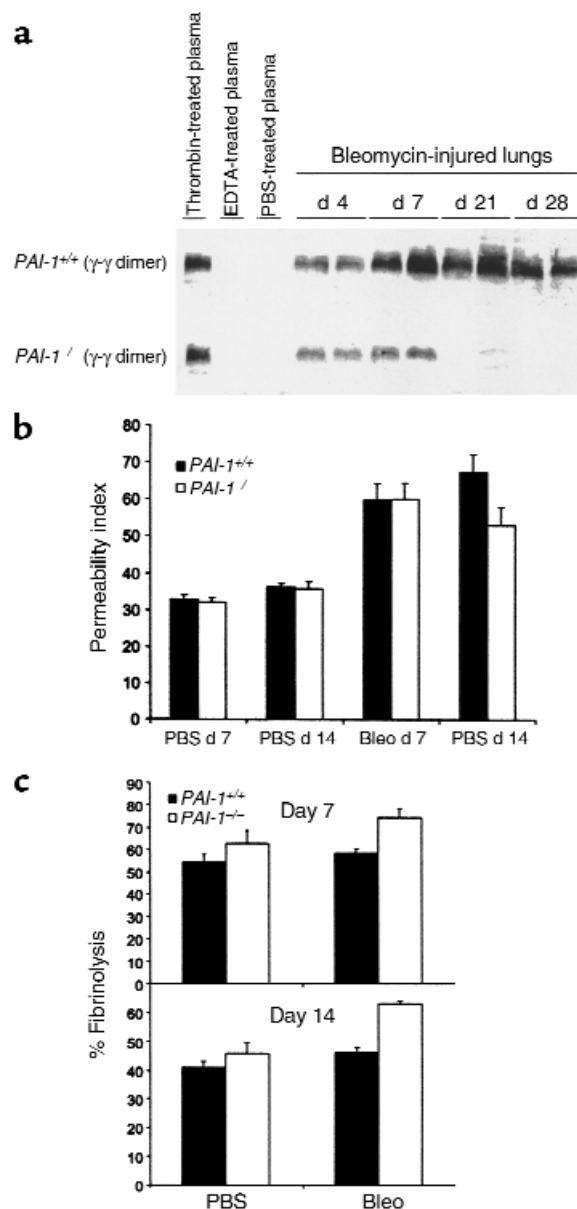 a
Thrombin-treated plasma
EDTA-treated plasma
PBS-treated plasma
Bleomycin-injured lungs
d 4 d 7 d 21 d 28
PAI-1+/+ (γ-γ dimer)
PAI-1 / (γ-γ dimer)
b
80
70
60
50
40
30
20
10
0
Permeability index
PAI-1+/+
PAI-1 /
PBS d 7 PBS d 14 Bleo d 7 PBS d 14
c
90
80
70
60
50
40
30
20
10
0
PAI-1+/+
PAI-1−/−
Day 7
% Fibrinolysis
60
50
40
30
20
10
0
Day 14
PBS Bleo